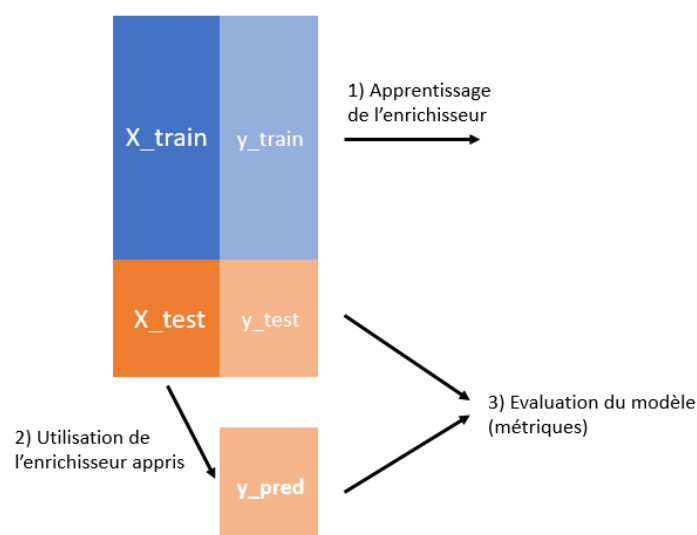 X_train
y_train
1) Apprentissage
de l'enrichisseur
X_test
y_test
2) Utilisation de
l'enrichisseur appris
y_pred
3) Evaluation du modèle
(métriques)